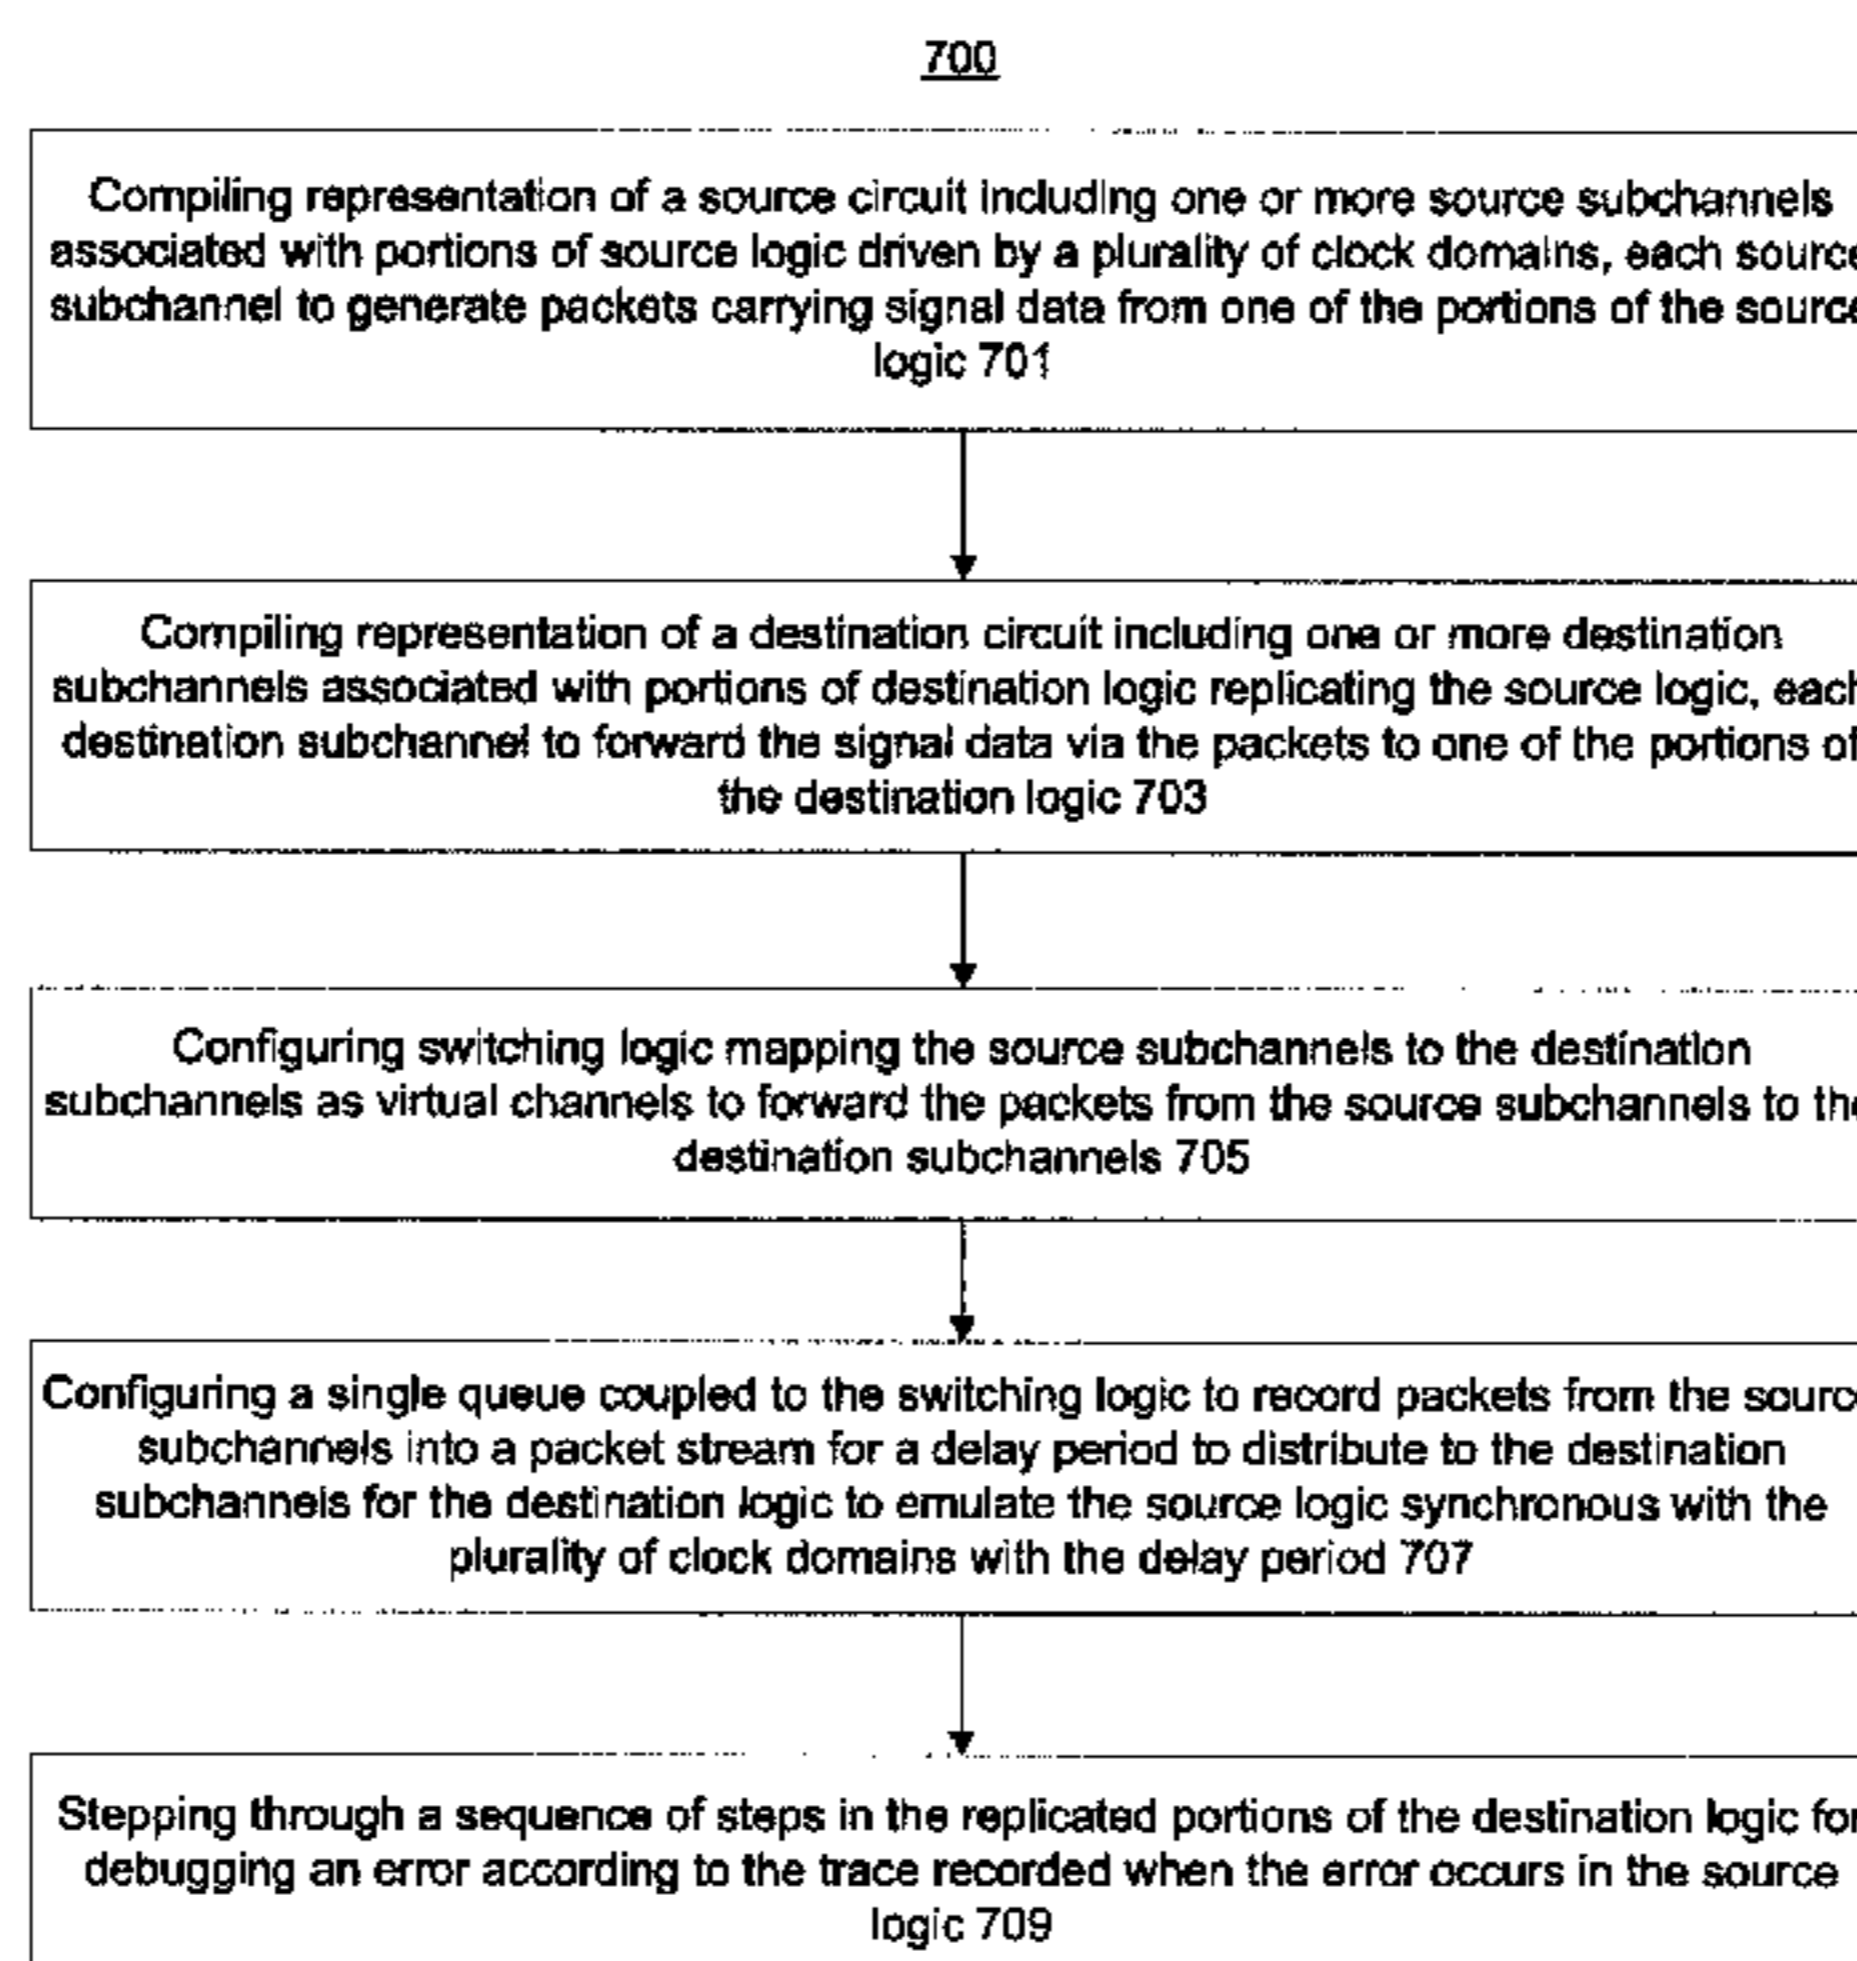 700
Compiling representation of a source circuit including one or more source subchannels
associated with portions of source logic driven by a plurality of clock domains, each source
subchannel to generate packets carrying signal data from one of the portions of the source
logic 701
Compiling representation of a destination circuit including one or more destination
subchannels associated with portions of destination logic replicating the source logic, each
destination subchannel to forward the signal data via the packets to one of the portions of
the destination logic 703
Configuring switching logic mapping the source subchannels to the destination
subchannels as virtual channels to forward the packets from the source subchannels to the
destination subchannels 705
Configuring a single queue coupled to the switching logic to record packets from the sourc
subchannels into a packet stream for a delay period to distribute to the destination
subchannels for the destination logic to emulate the source logic synchronous with the
plurality of clock domains with the delay period 707
Stepping through a sequence of steps in the replicated portions of the destination logic for
debugging an error according to the trace recorded when the error occurs in the source
logic 709